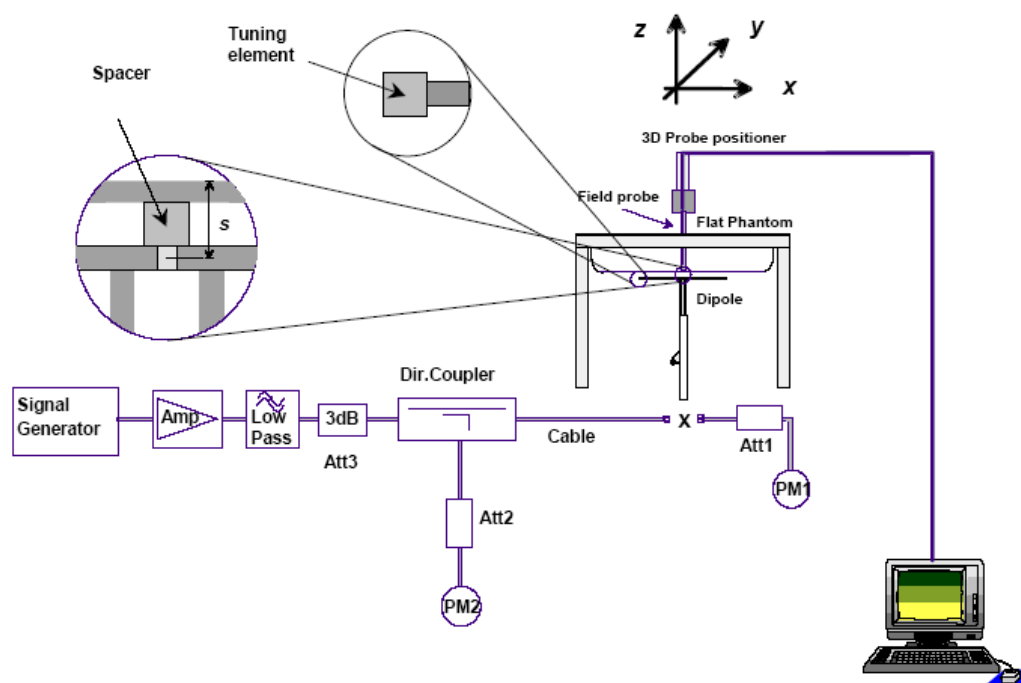 Tuning
element
Spacer
z
y
x
3D Probe positioner
Field probe
Flat Phantom
s
Dipole
Dir.Coupler
Signal
Generator
Amp
Low
Pass
3dB
Att3
Cable
X
Att1
PM1
Att2
PM2